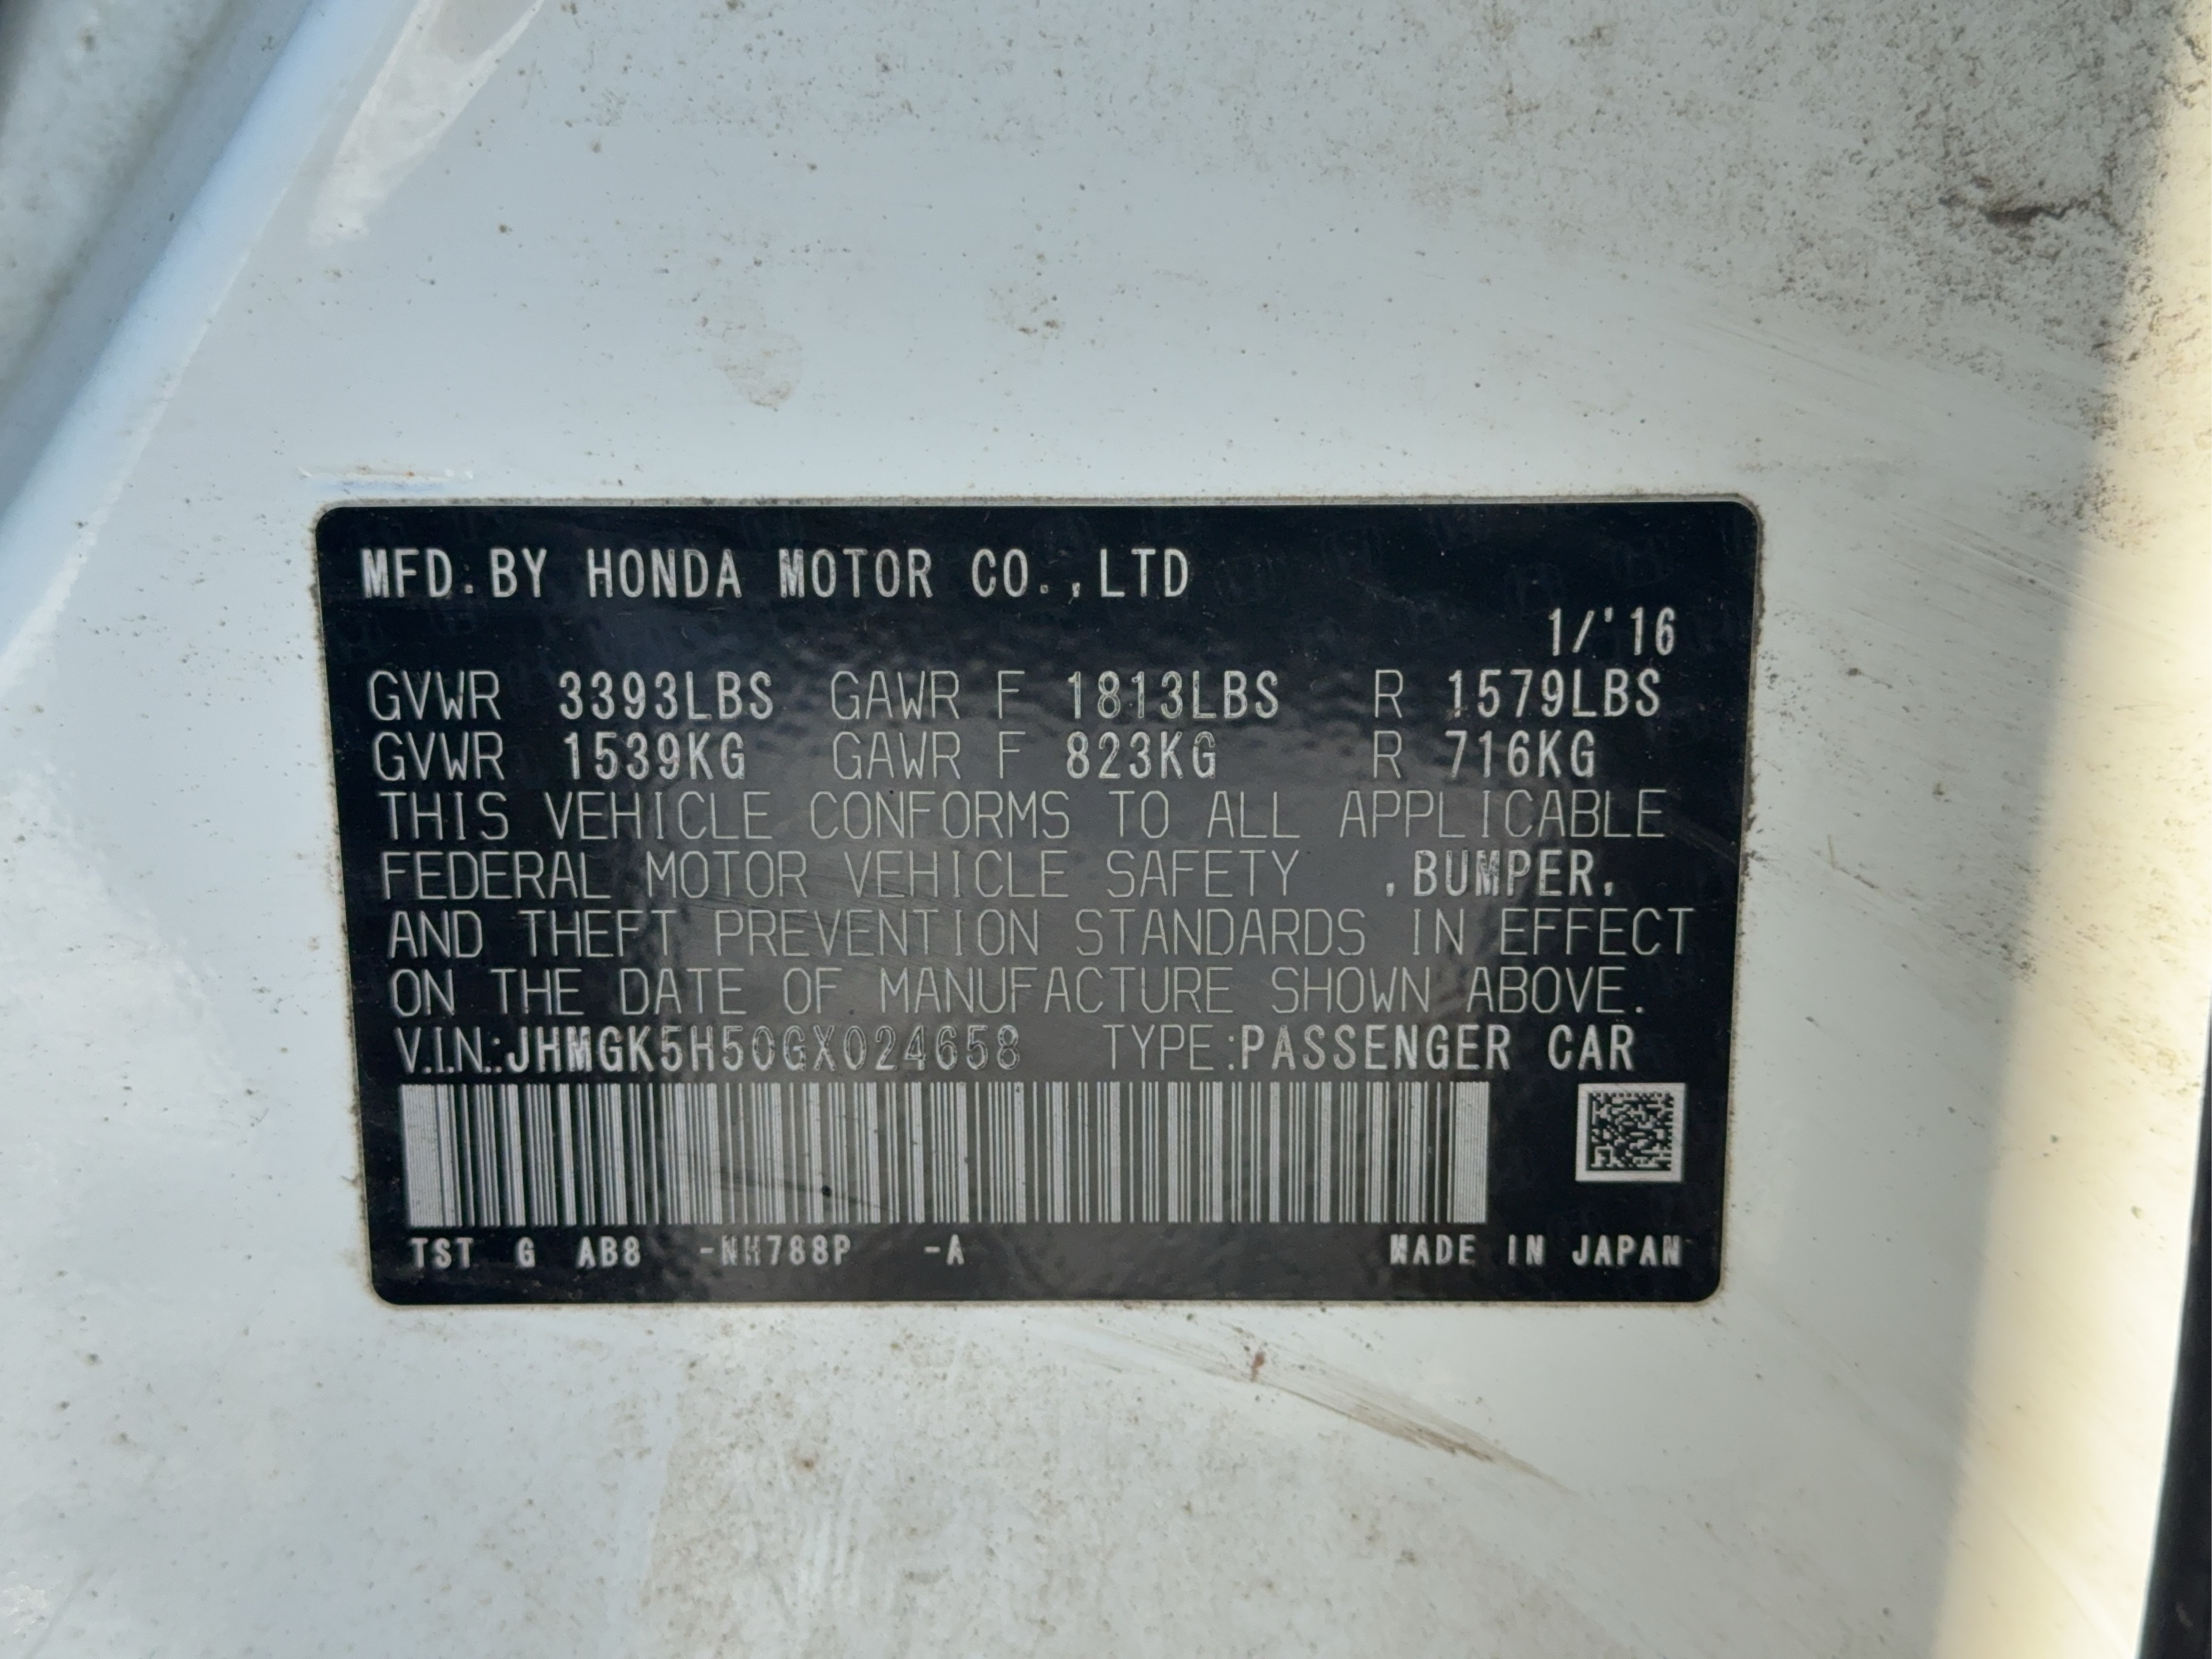 MFD.BY HONDA MOTOR CO.,LTD
1/'16
GVWR 3393LBS GAWR F 1813LBS R 1579LBS
GVWR 1539KG GAWR F 823KG R 716KG
THIS VEHICLE CONFORMS TO ALL APPLICABLE
FEDERAL MOTOR VEHICLE SAFETY ,BUMPER,
AND THEFT PREVENTION STANDARDS IN EFFECT
ON THE DATE OF MANUFACTURE SHOWN ABOVE.
V.I.N.:JHMGK5H50GX024658 TYPE:PASSENGER CAR
TST G AB8 -NH788P -A MADE IN JAPAN